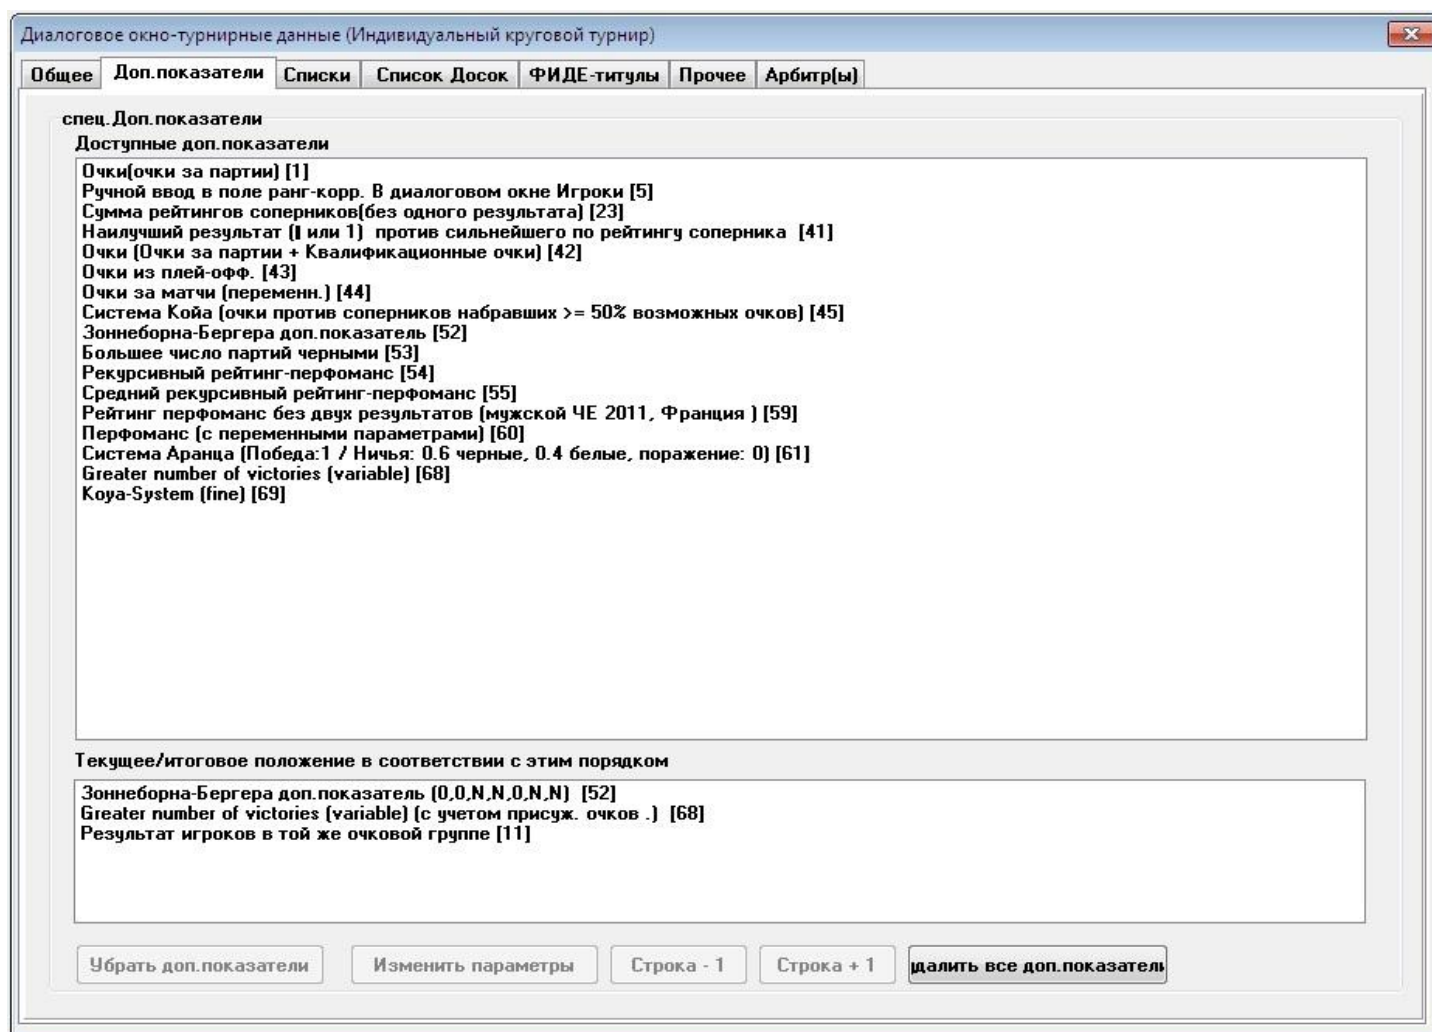 Диалоговое окно-турнирные данные (Индивидуальный круговой турнир)
Общее Доп.показатели Списки Список Досок ФИДЕ-титулы Прочее Арбитр(ы)
спец.Доп.показатели
Доступные доп.показатели
Очки(очки за партии) [1]
Ручной ввод в поле ранг-корр. В диалоговом окне Игроки [5]
Сумма рейтингов соперников(без одного результата) [23]
Наилучший результат (І или 1) против сильнейшего по рейтингу соперника [41]
Очки (Очки за партии + Квалификационные очки) [42]
Очки из плей-офф. [43]
Очки за матчи (переменн.) [44]
Система Койа (очки против соперников набравших >= 50% возможных очков) [45]
Зоннеборна-Бергера доп.показатель [52]
Большее число партий черными [53]
Рекурсивный рейтинг-перфоманс [54]
Средний рекурсивный рейтинг-перфоманс [55]
Рейтинг перфоманс без двух результатов (мужской ЧЕ 2011, Франция ) [59]
Перфоманс (с переменными параметрами) [60]
Система Аранца (Победа:1 / Ничья: 0.6 черные, 0.4 белые, поражение: 0) [61]
Greater number of victories (variable) [68]
Koya-System (fine) [69]
Текущее/итоговое положение в соответствии с этим порядком
Зоннеборна-Бергера доп.показатель (0,0,N,N,0,N,N) [52]
Greater number of victories (variable) (с учетом присуж. очков .) [68]
Результат игроков в той же очковой группе [11]
Убрать доп.показатели Изменить параметры Строка - 1 Строка + 1 далить все доп.показатель